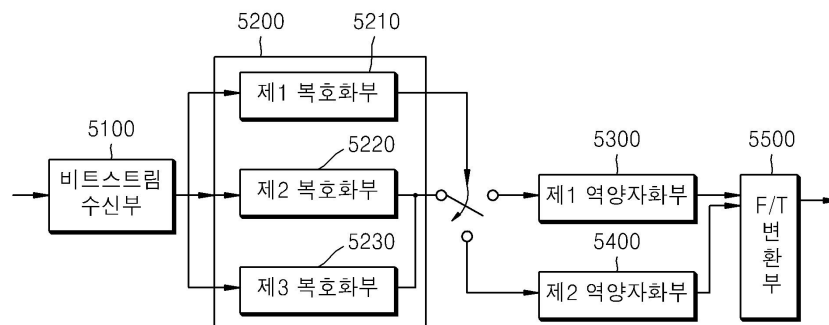 5200
5210
제1 복호화부
5100
비트스트림
수신부
5220
제2 복호화부
5230
제3 복호화부
5300
제1 역양자화부
5400
제2 역양자화부
5500
F/T
변
환
부